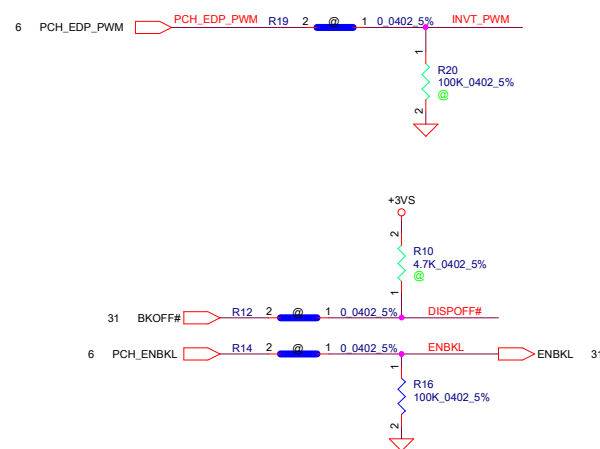 6 PCH_EDP_PWM PCH_EDP_PWM R19 2 @ 1 0_0402_5% INVT_PWM
1
R20
100K_0402_5%
@
2
+3VS
2
R10
4.7K_0402_5%
@
1
31 BKOFF# R12 2 @ 1 0_0402_5% DISPOFF#
6 PCH_ENBKL R14 2 @ 1 0_0402_5% ENBKL ENBKL 31
1
R16
100K_0402_5%
2